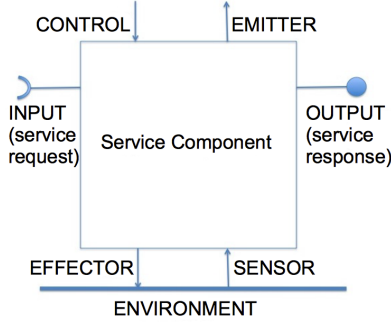 CONTROL
EMITTER
INPUT
(service
request)
Service Component
OUTPUT
(service
response)
EFFECTOR
SENSOR
ENVIRONMENT